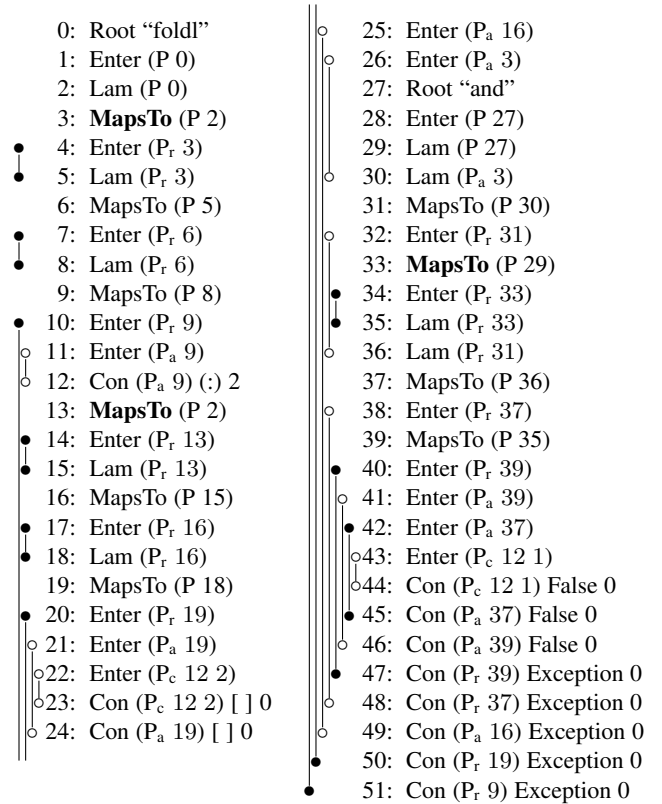 0: Root “foldl”
1: Enter (P 0)
2: Lam (P 0)
3: MapsTo (P 2)
4: Enter (Pr 3)
5: Lam (Pr 3)
6: MapsTo (P 5)
7: Enter (Pr 6)
8: Lam (Pr 6)
9: MapsTo (P 8)
10: Enter (Pr 9)
11: Enter (Pa 9)
12: Con (Pa 9) (:) 2
13: MapsTo (P 2)
14: Enter (Pr 13)
15: Lam (Pr 13)
16: MapsTo (P 15)
17: Enter (Pr 16)
18: Lam (Pr 16)
19: MapsTo (P 18)
20: Enter (Pr 19)
21: Enter (Pa 19)
22: Enter (Pc 12 2)
23: Con (Pc 12 2) [ ] 0
24: Con (Pa 19) [ ] 0
25: Enter (Pa 16)
26: Enter (Pa 3)
27: Root “and”
28: Enter (P 27)
29: Lam (P 27)
30: Lam (Pa 3)
31: MapsTo (P 30)
32: Enter (Pr 31)
33: MapsTo (P 29)
34: Enter (Pr 33)
35: Lam (Pr 33)
36: Lam (Pr 31)
37: MapsTo (P 36)
38: Enter (Pr 37)
39: MapsTo (P 35)
40: Enter (Pr 39)
41: Enter (Pa 39)
42: Enter (Pa 37)
43: Enter (Pc 12 1)
44: Con (Pc 12 1) False 0
45: Con (Pa 37) False 0
46: Con (Pa 39) False 0
47: Con (Pr 39) Exception 0
48: Con (Pr 37) Exception 0
49: Con (Pa 16) Exception 0
50: Con (Pr 19) Exception 0
51: Con (Pr 9) Exception 0